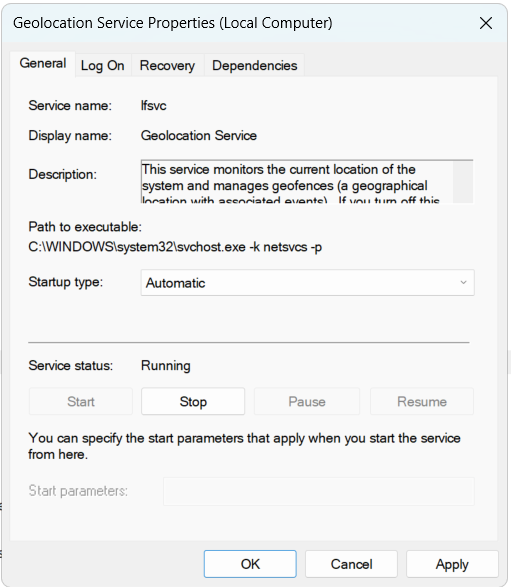 Geolocation Service Properties (Local Computer)
General Log On Recovery Dependencies
Service name: lfsvc
Display name: Geolocation Service
Description: This service monitors the current location of the
system and manages geofences (a geographical
location with associated events). If you turn off this
Path to executable:
C:\WINDOWS\system32\svchost.exe -k netsvcs -p
Startup type: Automatic
Service status: Running
Start Stop Pause Resume
You can specify the start parameters that apply when you start the service
from here.
Start parameters:
OK Cancel Apply